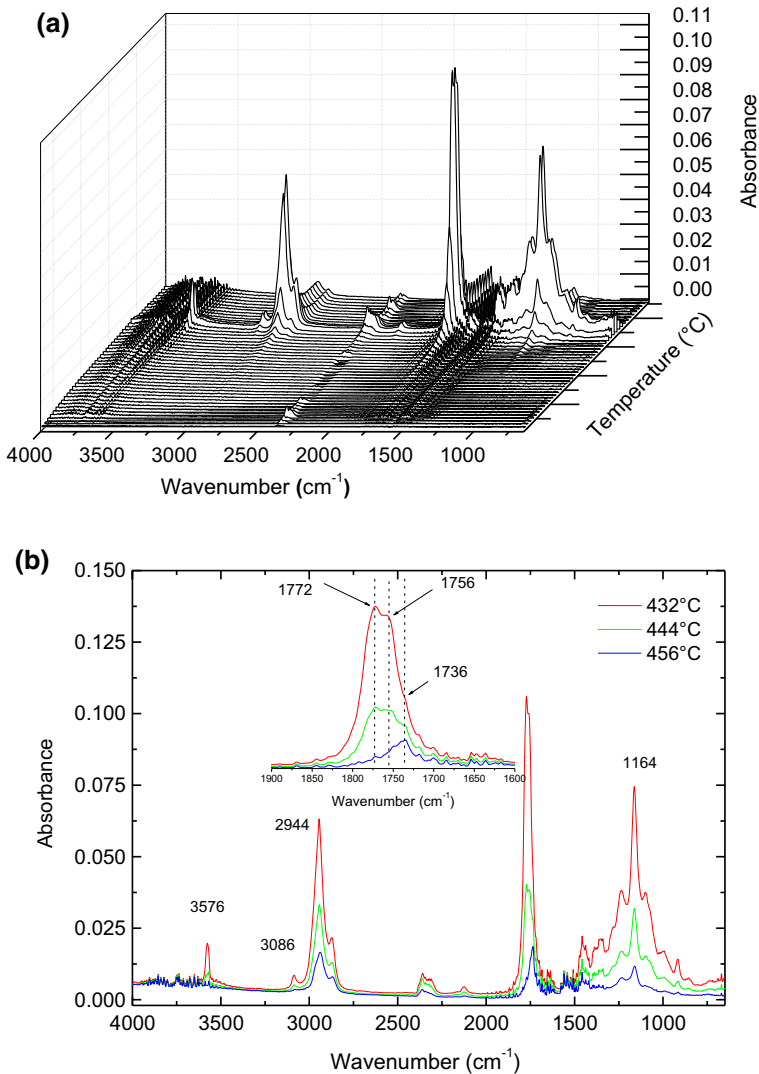 (a)
0.11
0.10
0.09
0.08
0.07
0.06
0.05
0.04
0.03
0.02
0.01
0.00
Absorbance
Temperature (°C)
4000 3500 3000 2500 2000 1500 1000
Wavenumber (cm-1)
(b)
0.150
0.125
0.100
0.075
0.050
0.025
0.000
Absorbance
1772
1756
1736
432°C
444°C
456°C
1900 1850 1800 1750 1700 1650 1600
Wavenumber (cm-1)
1164
2944
3576
3086
4000 3500 3000 2500 2000 1500 1000
Wavenumber (cm-1)